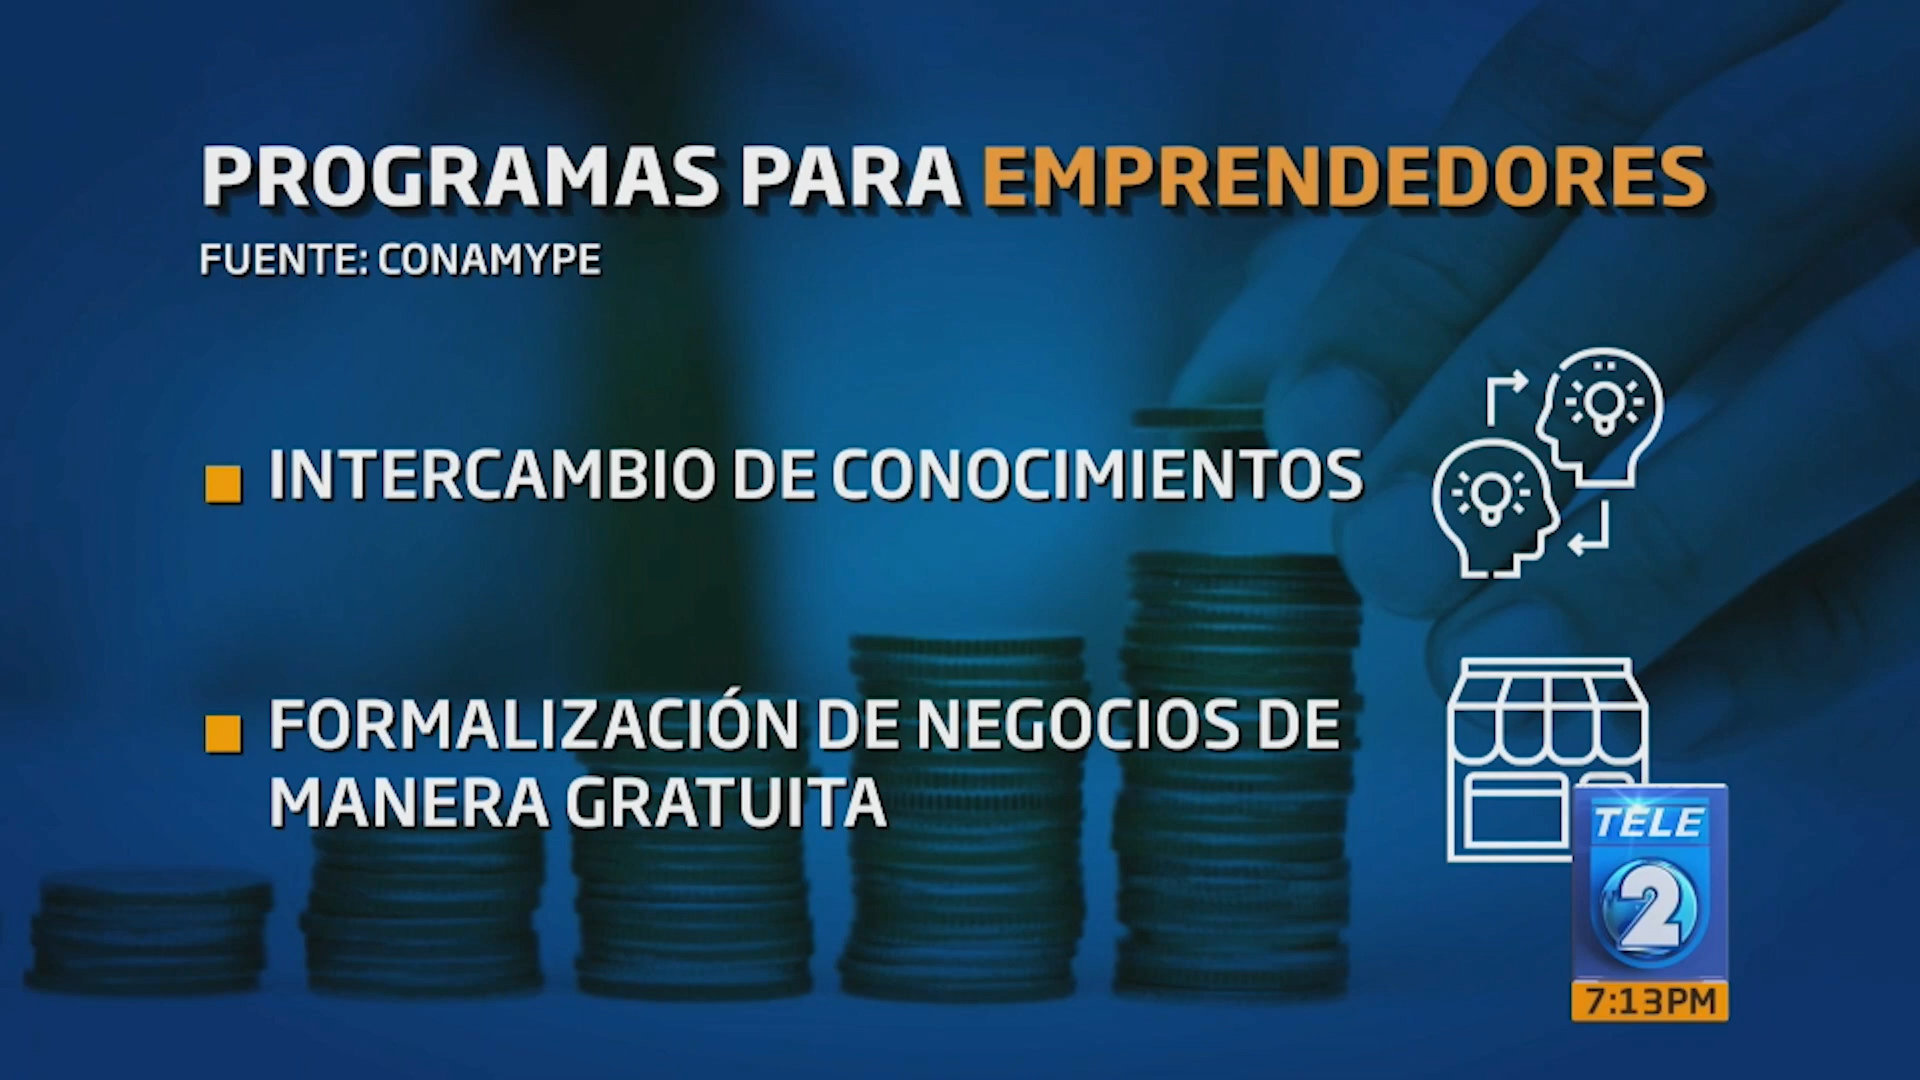 PROGRAMAS PARA EMPRENDEDORES
FUENTE: CONAMYPE
INTERCAMBIO DE CONOCIMIENTOS
FORMALIZACIÓN DE NEGOCIOS DE
MANERA GRATUITA
TELE
2
7:13PM